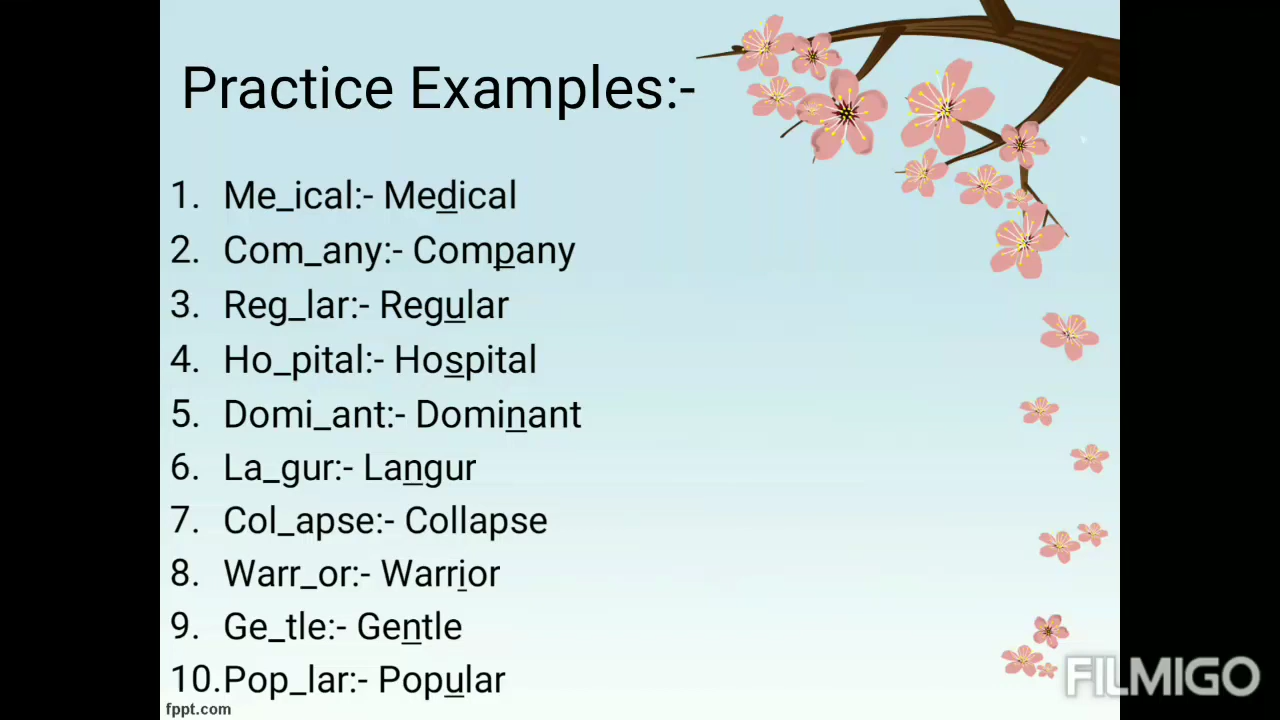 Practice Examples:-
1. Me_ical:- Medical
2. Com_any:- Company
3. Reg_lar:- Regular
4. Ho_pital:- Hospital
5. Domi_ant:- Dominant
6. La_gur:- Langur
7. Col_apse:- Collapse
8. Warr_or:- Warrior
9. Ge_tle:- Gentle
10. Pop_lar:- Popular
fppt.com
FILMIGO